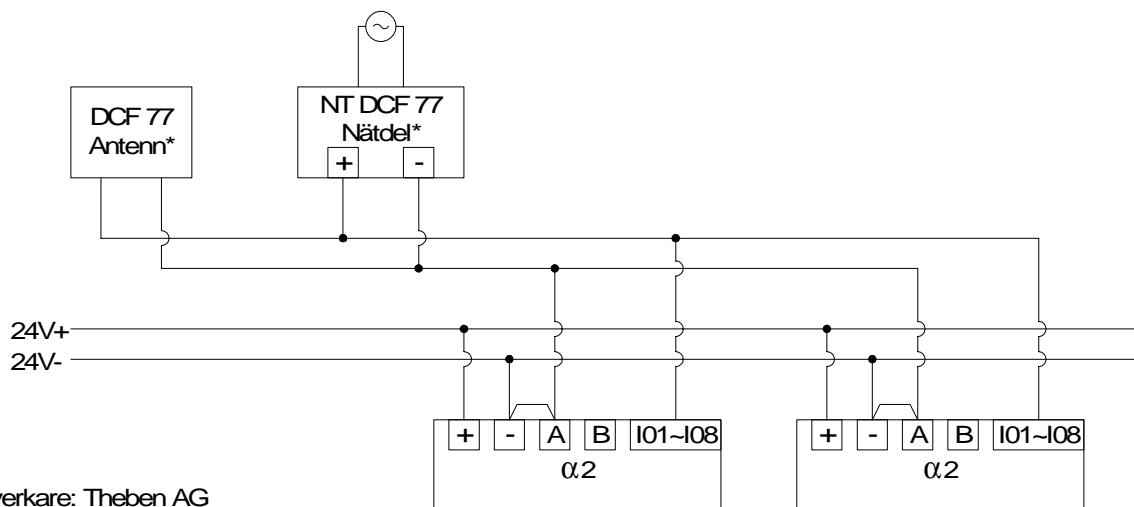 DCF 77
Antenn*
NT DCF 77
Nätdel*
+ -
24V+
24V-
+ - A B I01~I08
α2
+ - A B I01~I08
α2
verkare: Theben AG